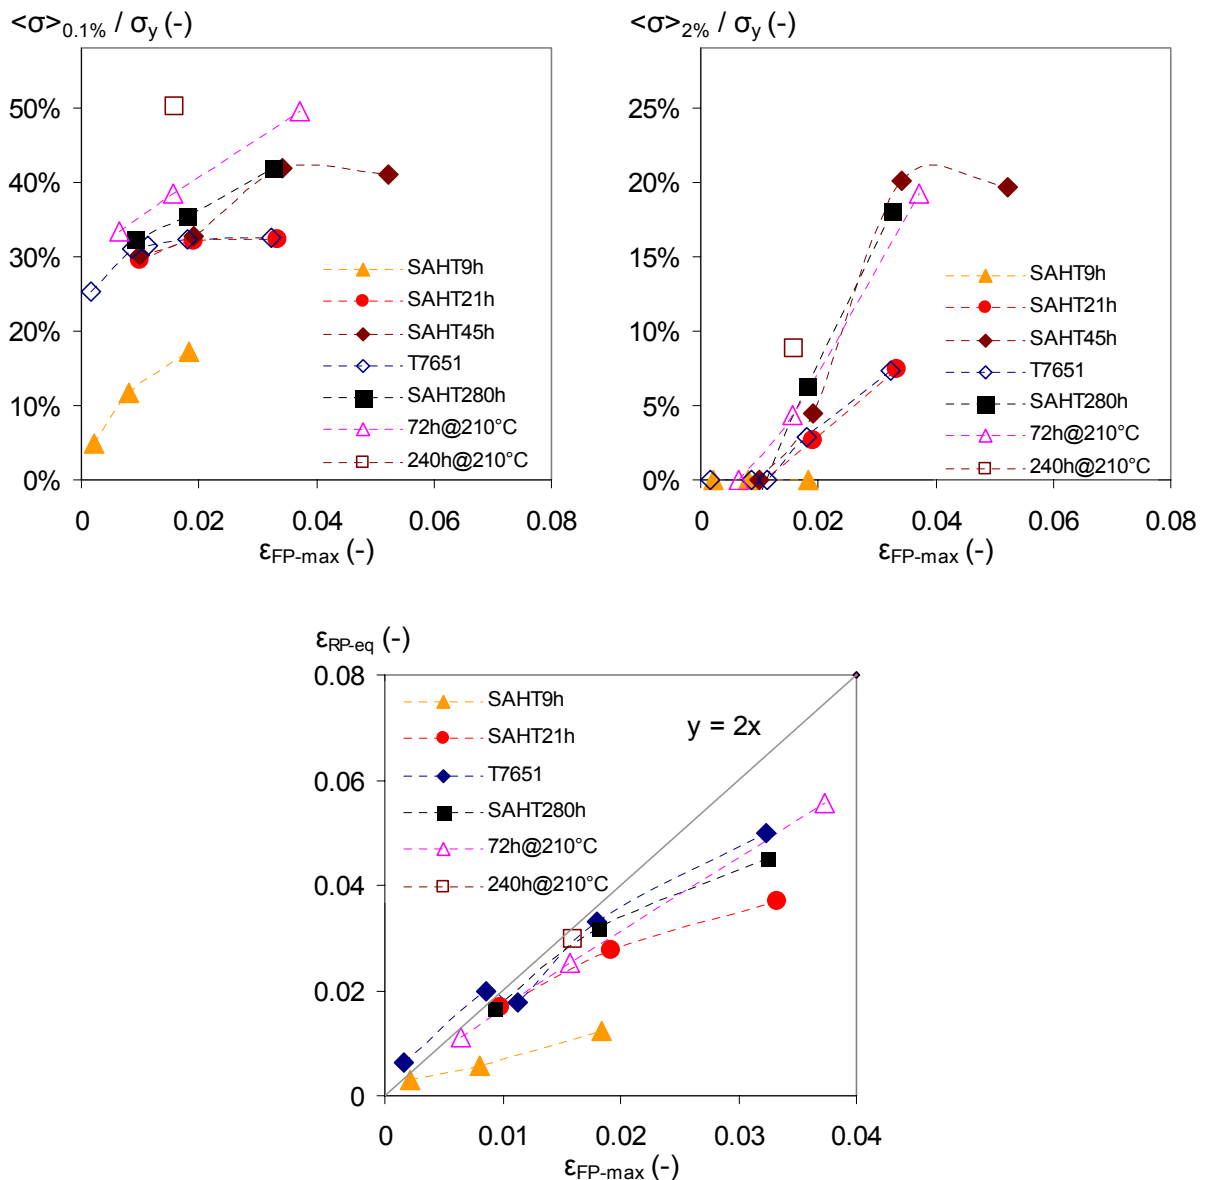 <σ>0.1% / σy (-)
50%
40%
30%
20%
10%
0%
0 0.02 0.04 0.06 0.08
εFP-max (-)
SAHT9h
SAHT21h
SAHT45h
T7651
SAHT280h
72h@210°C
240h@210°C
<σ>2% / σy (-)
25%
20%
15%
10%
5%
0%
0 0.02 0.04 0.06 0.08
εFP-max (-)
SAHT9h
SAHT21h
SAHT45h
T7651
SAHT280h
72h@210°C
240h@210°C
εRP-eq (-)
0.08
0.06
0.04
0.02
0
0 0.01 0.02 0.03 0.04
εFP-max (-)
SAHT9h
SAHT21h
T7651
SAHT280h
72h@210°C
240h@210°C
y = 2x